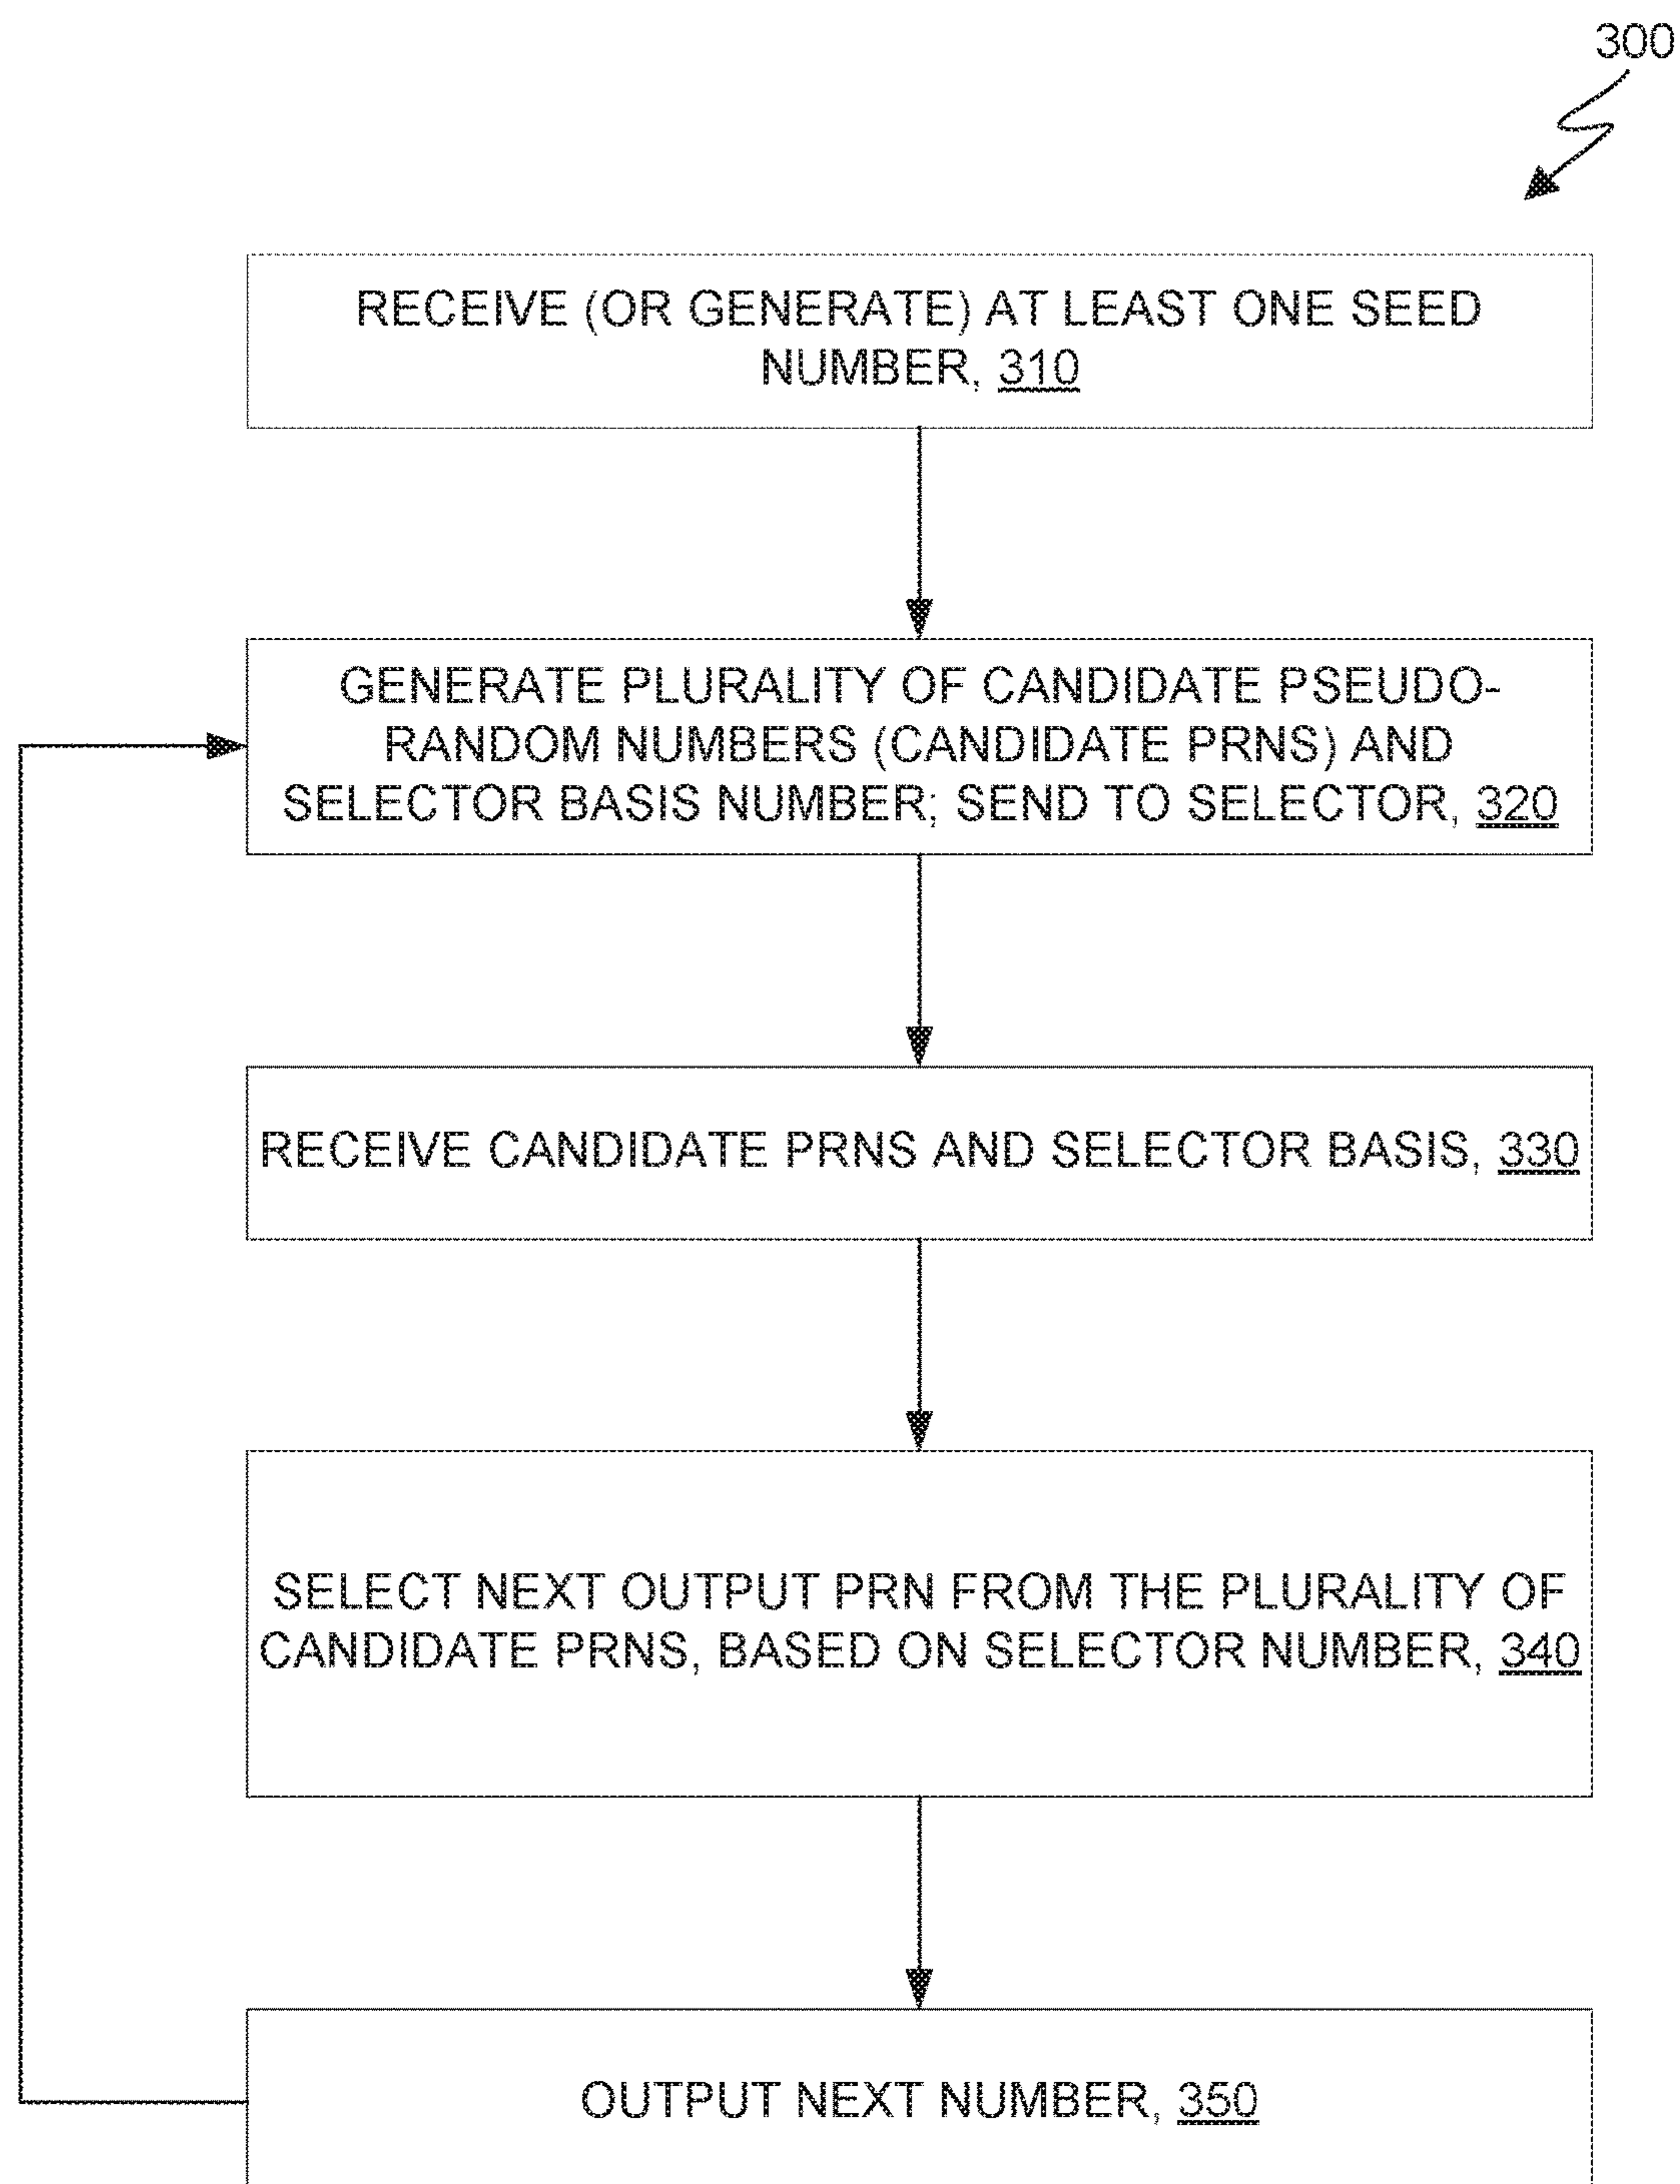 300
RECEIVE (OR GENERATE) AT LEAST ONE SEED
NUMBER, 310
GENERATE PLURALITY OF CANDIDATE PSEUDO-
RANDOM NUMBERS (CANDIDATE PRNS) AND
SELECTOR BASIS NUMBER; SEND TO SELECTOR, 320
RECEIVE CANDIDATE PRNS AND SELECTOR BASIS, 330
SELECT NEXT OUTPUT PRN FROM THE PLURALITY OF
CANDIDATE PRNS, BASED ON SELECTOR NUMBER, 340
OUTPUT NEXT NUMBER, 350